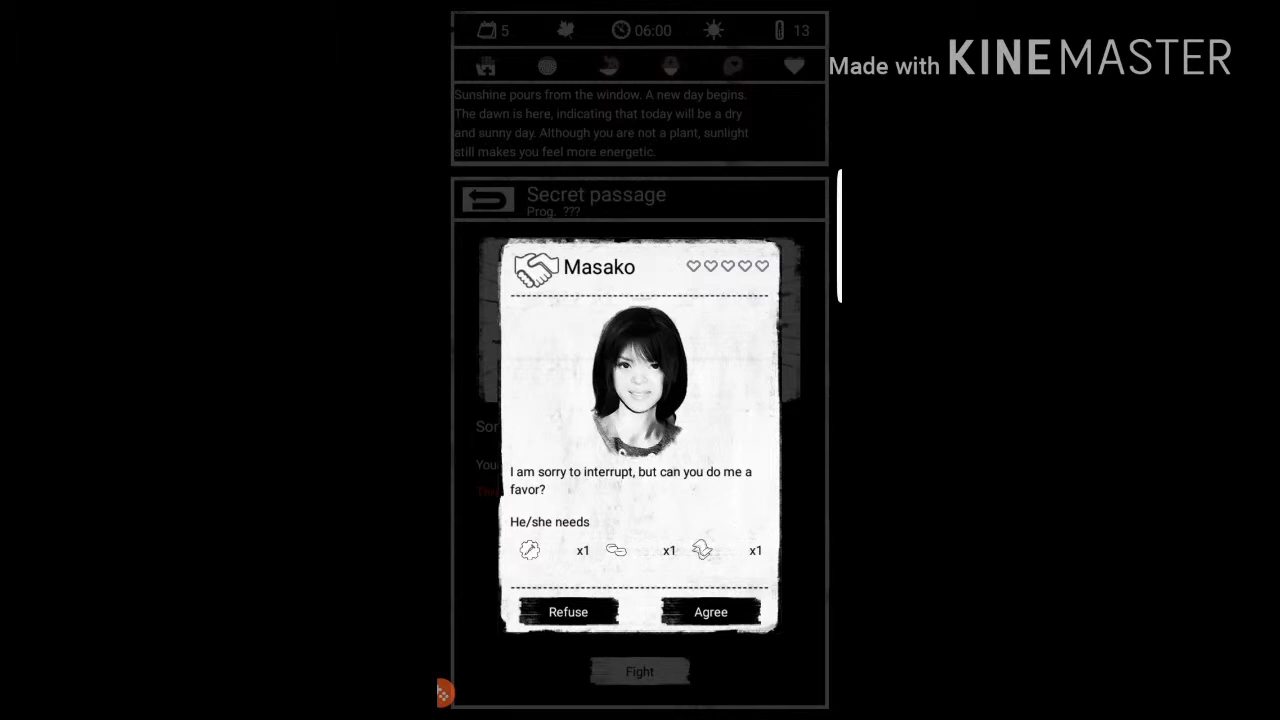 5
06:00
13
Made with KINEMASTER
Sunshine pours from the window. A new day begins.
The dawn is here, indicating that today will be a dry
and sunny day. Although you are not a plant, sunlight
still makes you feel more energetic.
Secret passage
Prog. ???
Masako
I am sorry to interrupt, but can you do me a
favor?
He/she needs
x1 x1 x1
Refuse Agree
Fight